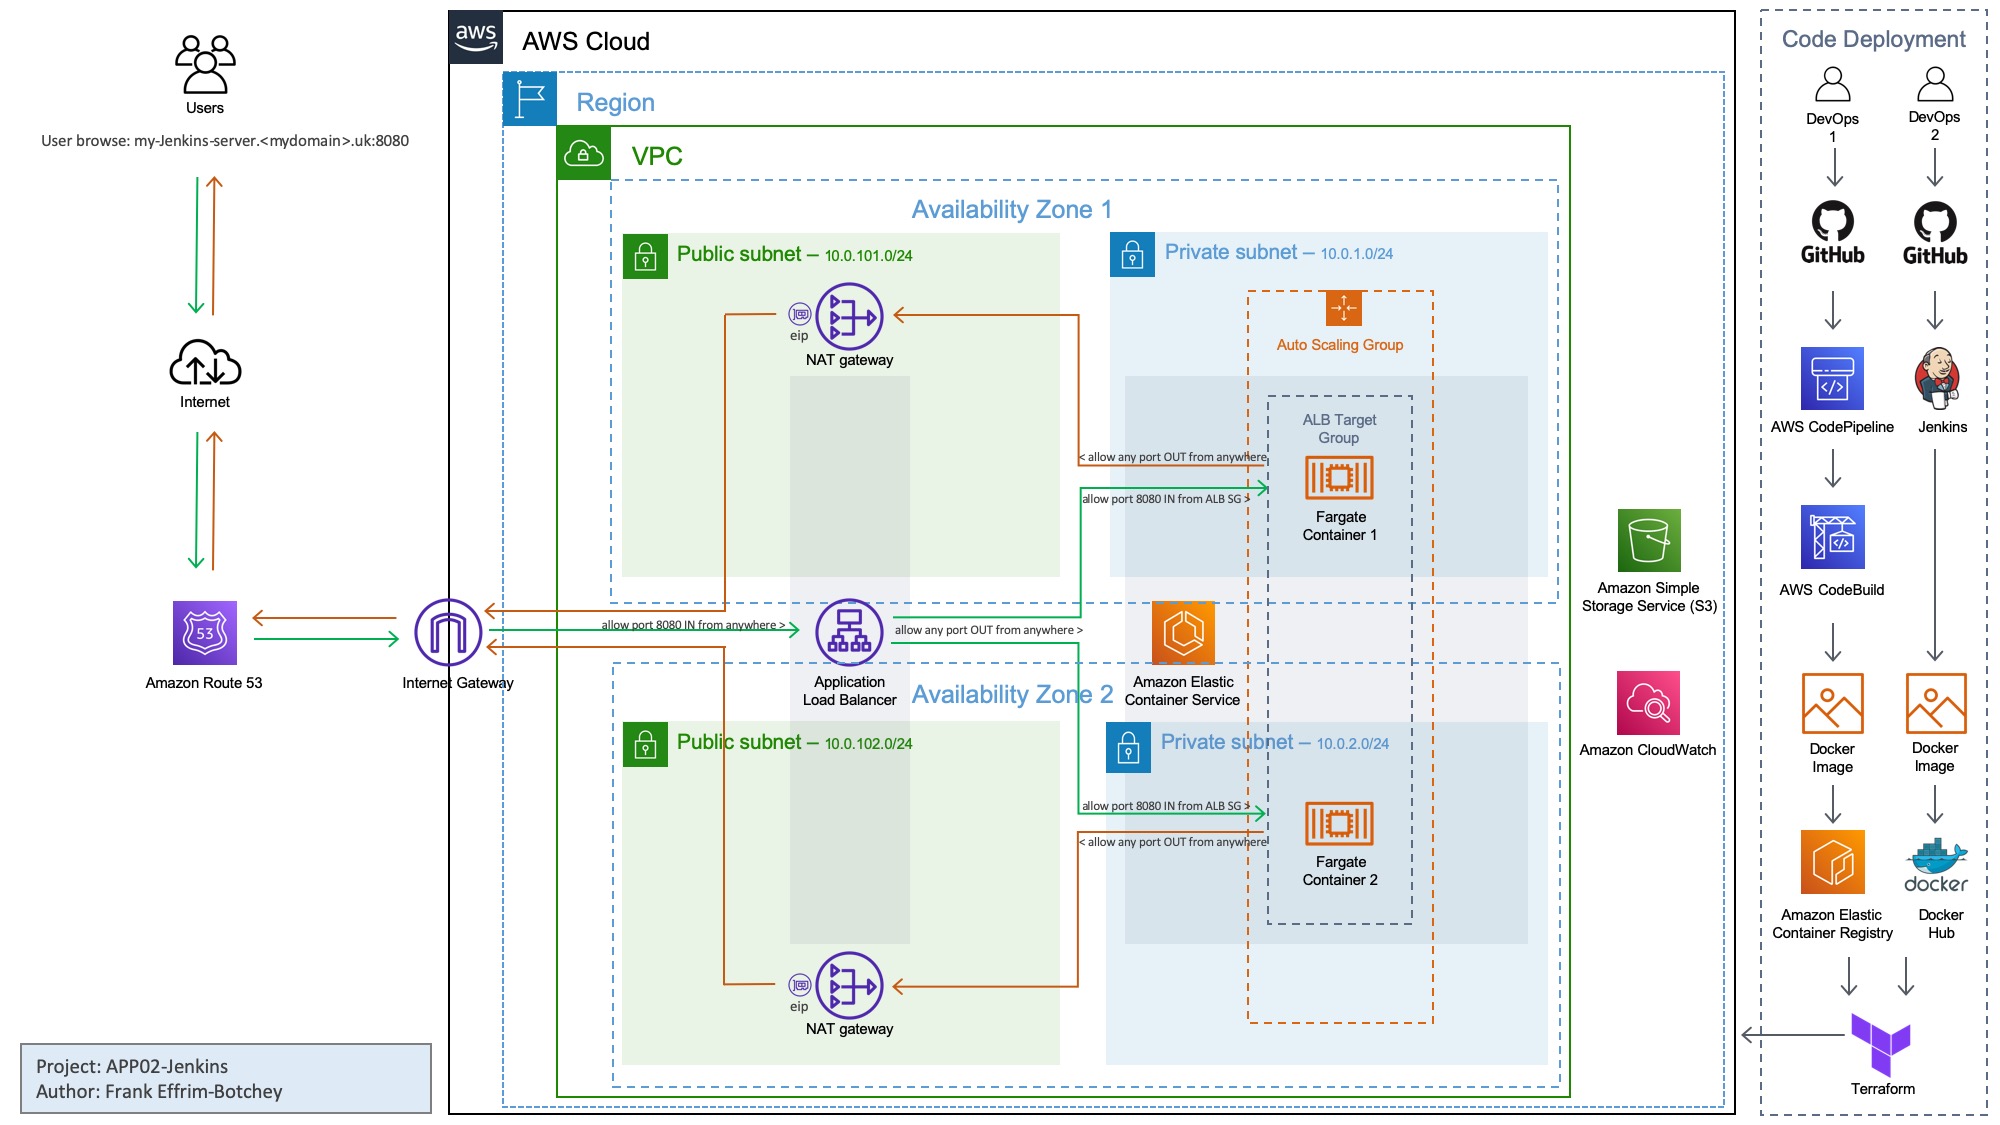 Users
User browse: my-Jenkins-server.<mydomain>.uk:8080
Internet
Amazon Route 53
Internet Gateway
Project: APP02-Jenkins
Author: Frank Effrim-Botchey
aws
AWS Cloud
Region
VPC
Availability Zone 1
Public subnet – 10.0.101.0/24
eip
NAT gateway
Private subnet – 10.0.1.0/24
Auto Scaling Group
ALB Target
Group
< allow any port OUT from anywhere
allow port 8080 IN from ALB SG >
Fargate
Container 1
allow port 8080 IN from anywhere >
Application
Load Balancer
allow any port OUT from anywhere >
Amazon Elastic
Container Service
Availability Zone 2
Public subnet – 10.0.102.0/24
Private subnet – 10.0.2.0/24
allow port 8080 IN from ALB SG >
< allow any port OUT from anywhere
Fargate
Container 2
eip
NAT gateway
Amazon Simple
Storage Service (S3)
Amazon CloudWatch
Code Deployment
DevOps
1
DevOps
2
GitHub
GitHub
AWS CodePipeline
Jenkins
AWS CodeBuild
Docker
Image
Docker
Image
docker
Amazon Elastic
Container Registry
Docker
Hub
Terraform
53